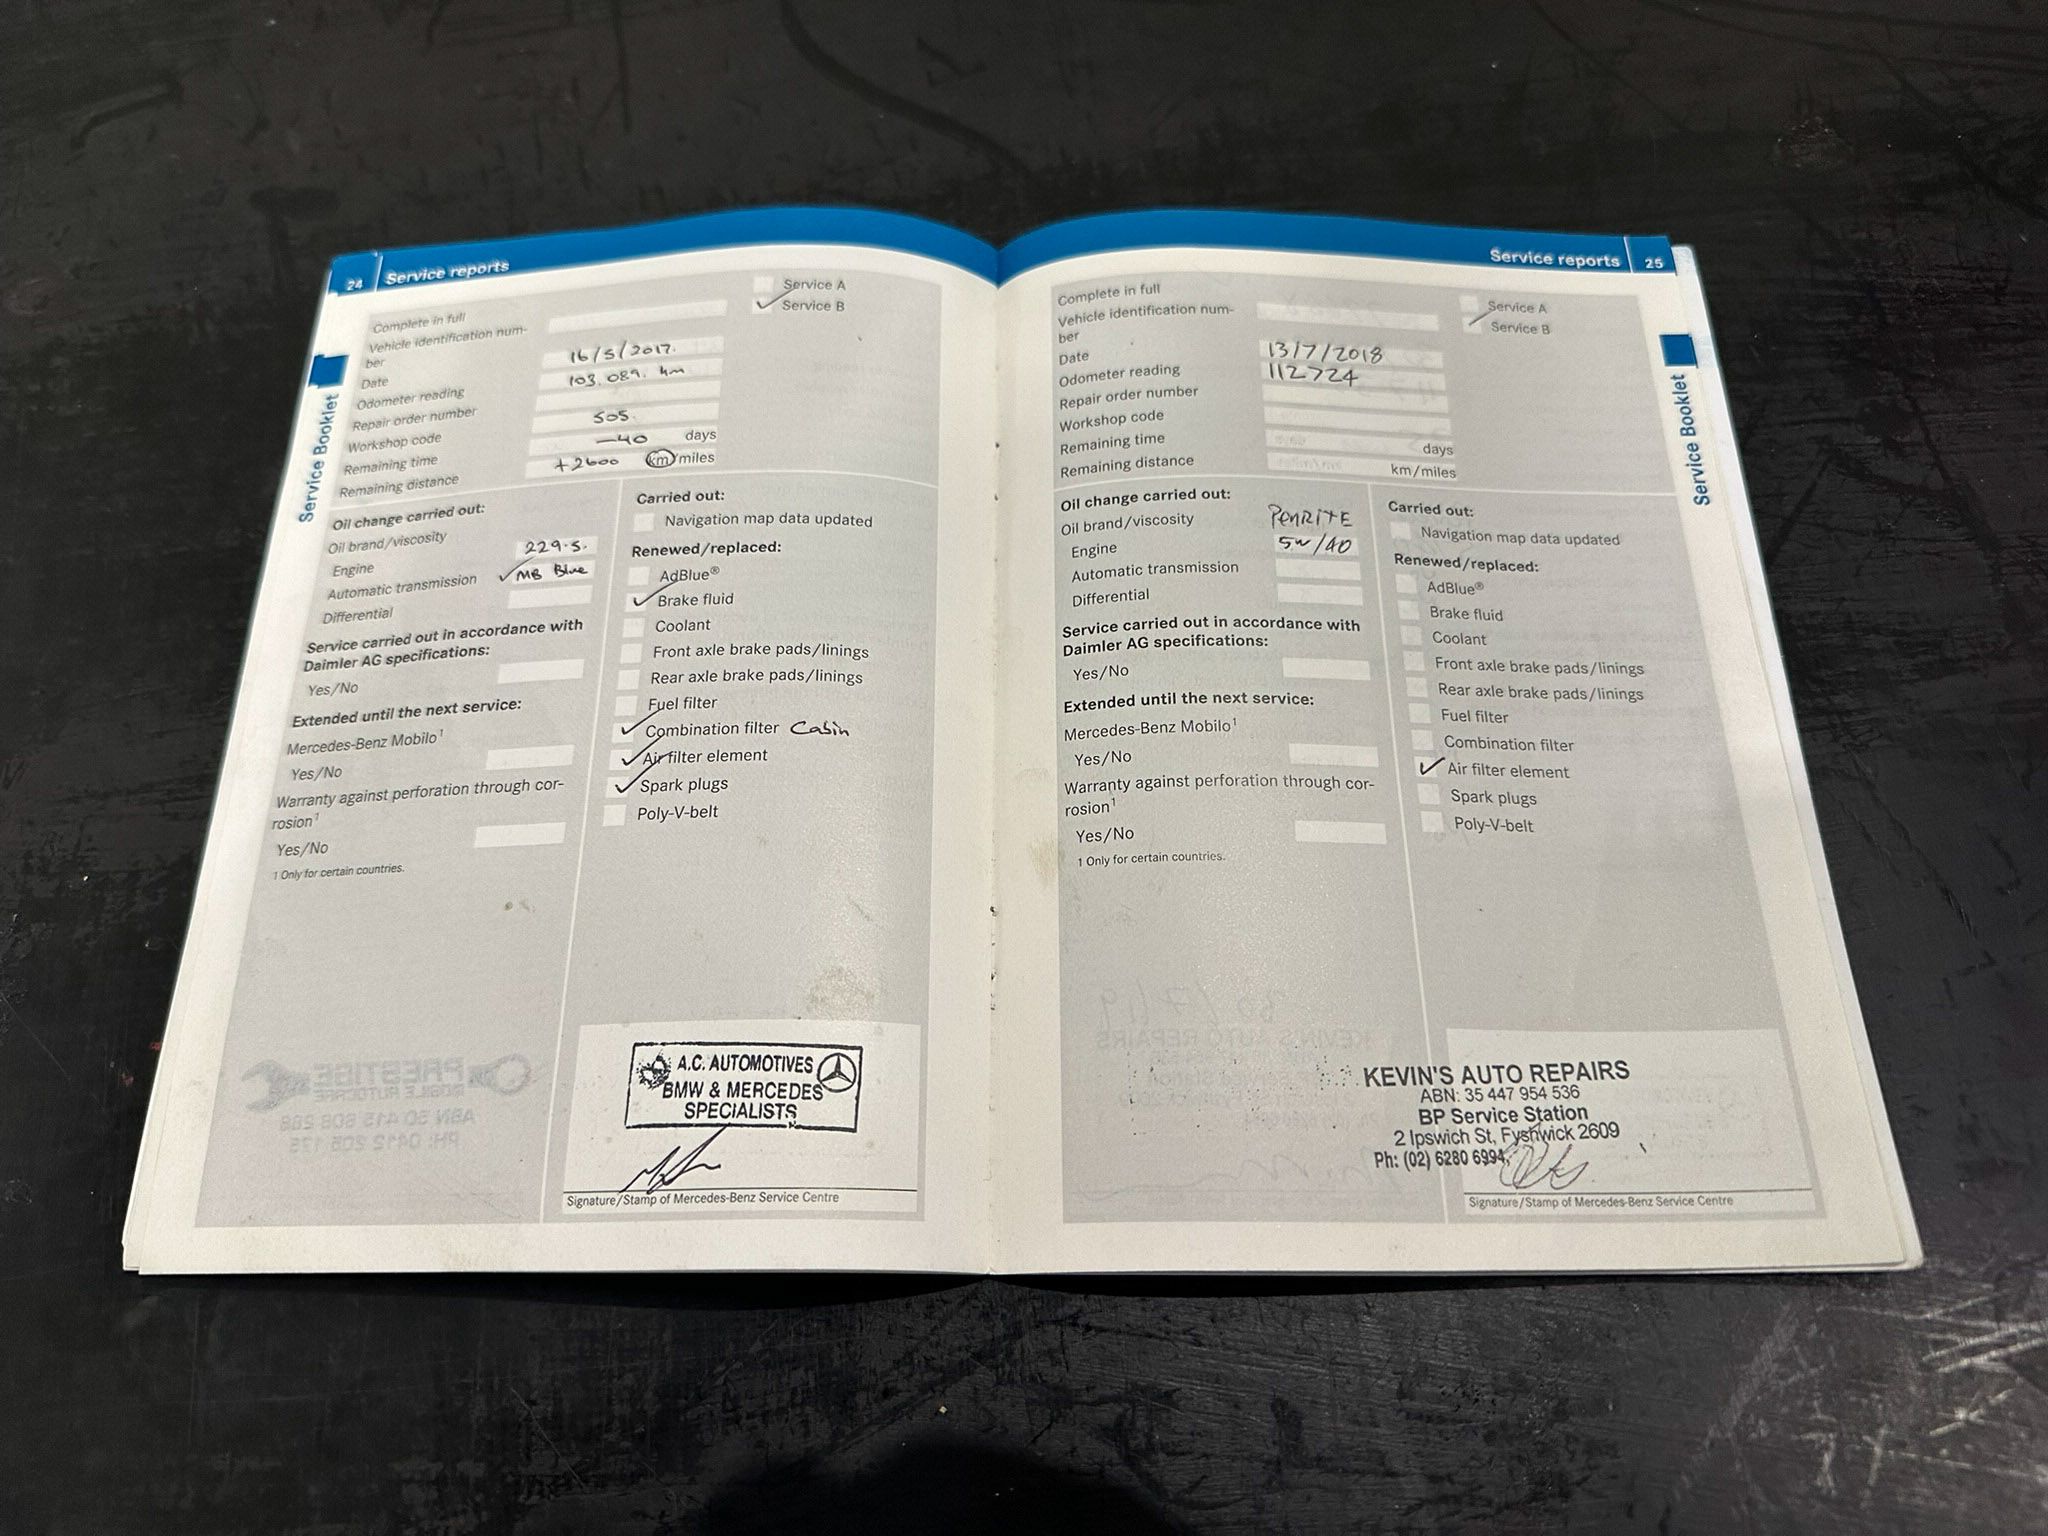 24 Service reports
Complete in full
Service A
Service B
Vehicle identification num-
ber
Date 16/5/2017.
Odometer reading 103.089. km
Repair order number
Workshop code 505.
Remaining time -40 days
Remaining distance +2600 km/miles
Oil change carried out:
Oil brand/viscosity
Engine 229.5.
Automatic transmission MB Blue
Differential
Service carried out in accordance with
Daimler AG specifications:
Yes/No
Extended until the next service:
Mercedes-Benz Mobilo1
Yes/No
Warranty against perforation through cor-
rosion1
Yes/No
1 Only for certain countries.
Carried out:
Navigation map data updated
Renewed/replaced:
AdBlue®
Brake fluid
Coolant
Front axle brake pads/linings
Rear axle brake pads/linings
Fuel filter
Combination filter Cabin
Air filter element
Spark plugs
Poly-V-belt
A.C. AUTOMOTIVES
BMW & MERCEDES
SPECIALISTS
Signature/Stamp of Mercedes-Benz Service Centre
Service Booklet
Service reports 25
Complete in full
Service A
Service B
Vehicle identification num-
ber
Date 13/7/2018
Odometer reading 112724
Repair order number
Workshop code
Remaining time days
Remaining distance km/miles
Oil change carried out:
Oil brand/viscosity PENRITE
Engine 5w/40
Automatic transmission
Differential
Service carried out in accordance with
Daimler AG specifications:
Yes/No
Extended until the next service:
Mercedes-Benz Mobilo1
Yes/No
Warranty against perforation through cor-
rosion1
Yes/No
1 Only for certain countries.
Carried out:
Navigation map data updated
Renewed/replaced:
AdBlue®
Brake fluid
Coolant
Front axle brake pads/linings
Rear axle brake pads/linings
Fuel filter
Combination filter
Air filter element
Spark plugs
Poly-V-belt
KEVIN'S AUTO REPAIRS
ABN: 35 447 954 536
BP Service Station
2 Ipswich St, Fyshwick 2609
Ph: (02) 6280 6994
Signature/Stamp of Mercedes-Benz Service Centre
Service Booklet